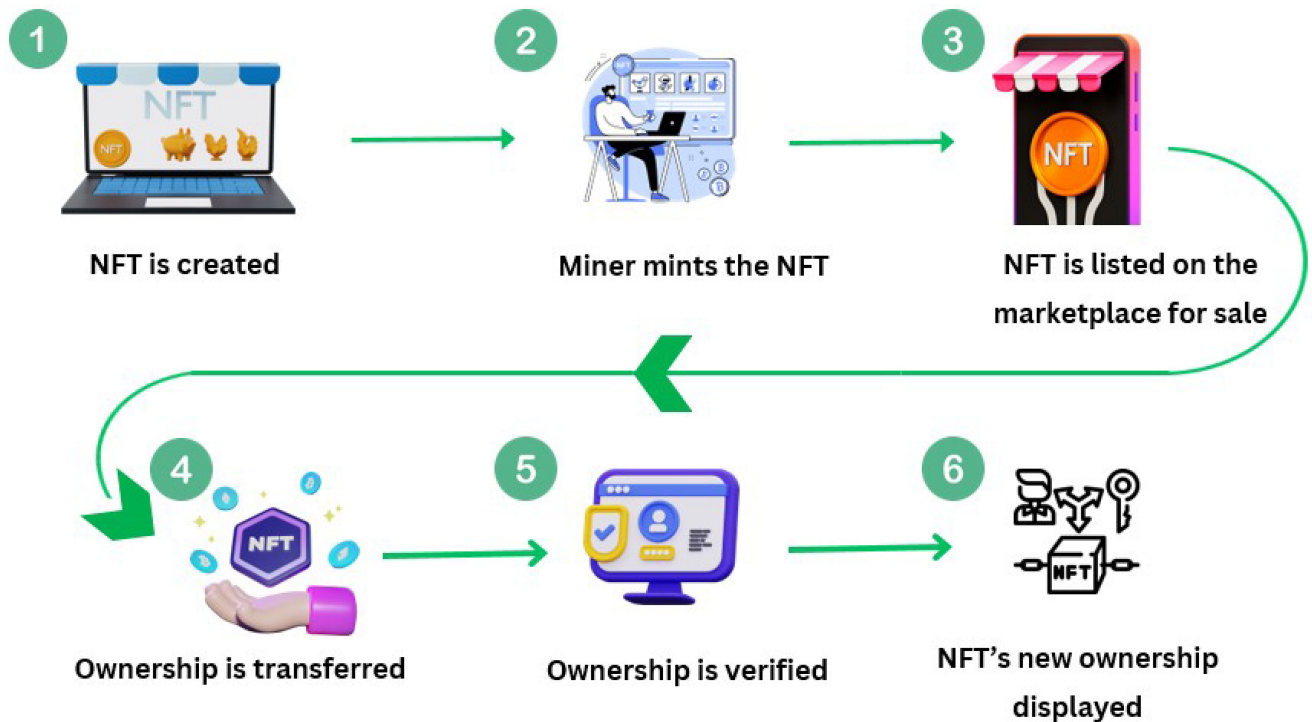 1
NFT
NFT
NFT is created
2
NFT
Miner mints the NFT
3
NFT
NFT is listed on the
marketplace for sale
4
NFT
Ownership is transferred
5
Ownership is verified
6
NFT
NFT's new ownership
displayed